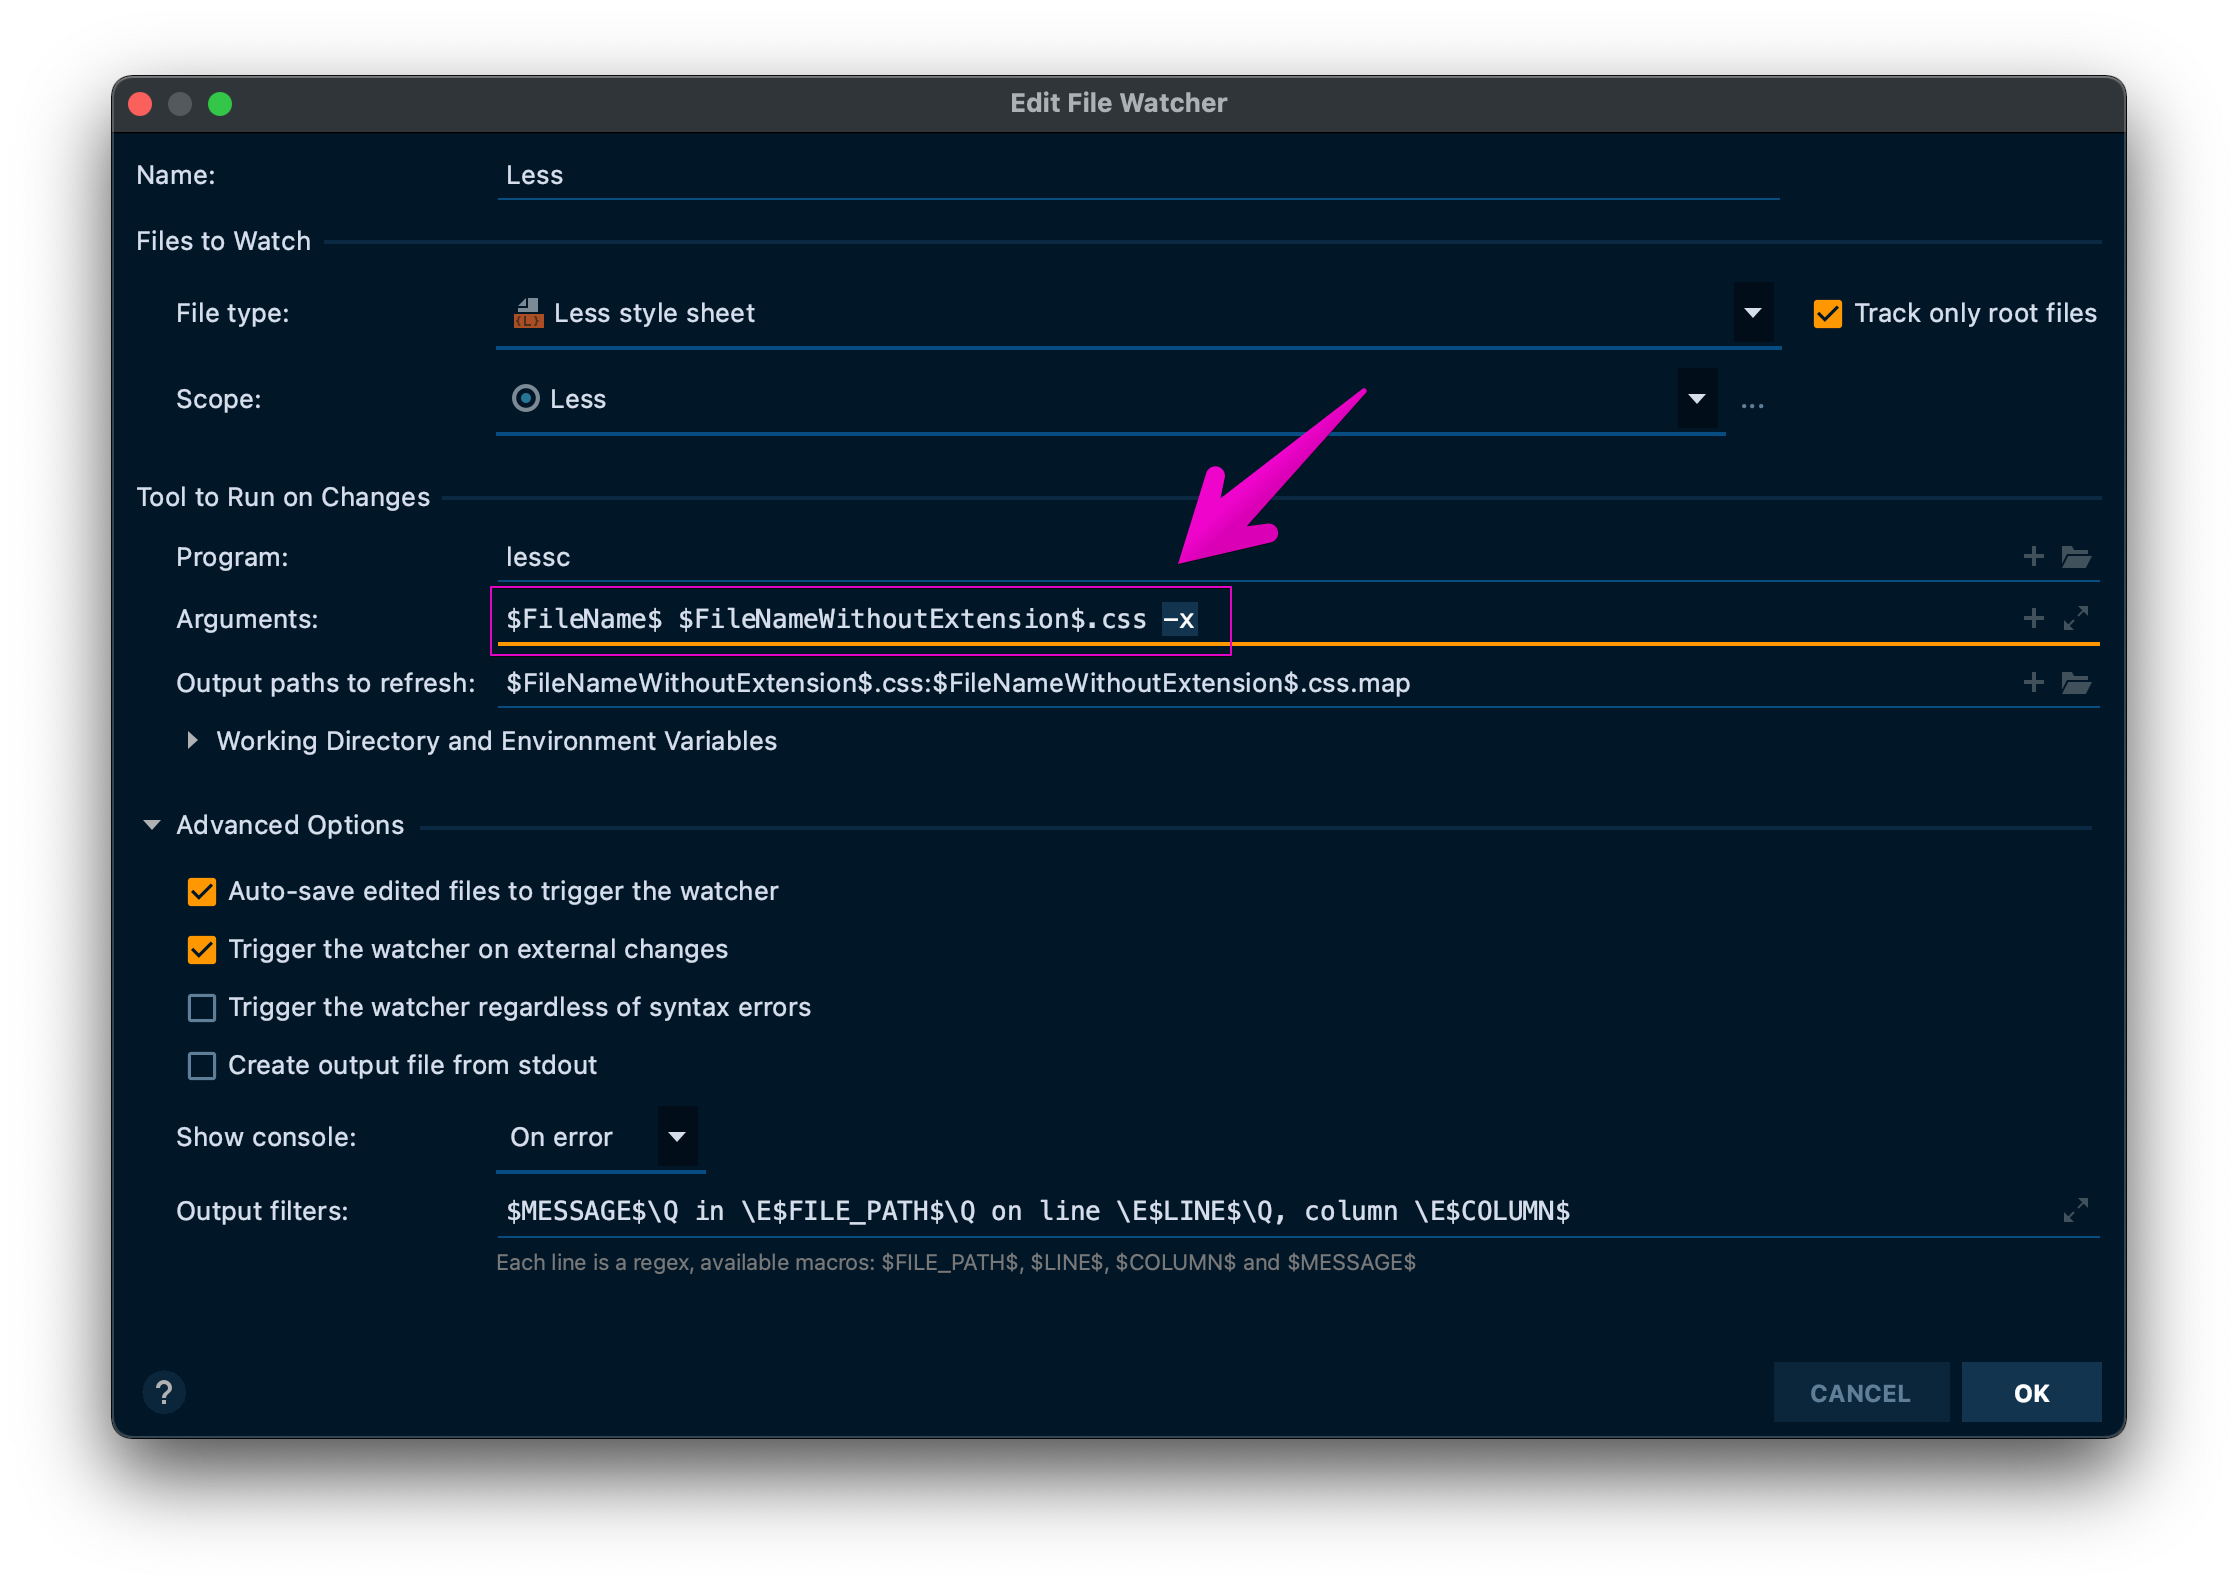 Edit File Watcher
Name: Less
Files to Watch
File type: {L} Less style sheet Track only root files
Scope: Less ...
Tool to Run on Changes
Program: lessc
Arguments: $FileName$ $FileNameWithoutExtension$.css -x
Output paths to refresh: $FileNameWithoutExtension$.css:$FileNameWithoutExtension$.css.map
Working Directory and Environment Variables
Advanced Options
Auto-save edited files to trigger the watcher
Trigger the watcher on external changes
Trigger the watcher regardless of syntax errors
Create output file from stdout
Show console: On error
Output filters: $MESSAGE$\Q in \E$FILE_PATH$\Q on line \E$LINE$\Q, column \E$COLUMN$
Each line is a regex, available macros: $FILE_PATH$, $LINE$, $COLUMN$ and $MESSAGE$
? CANCEL OK